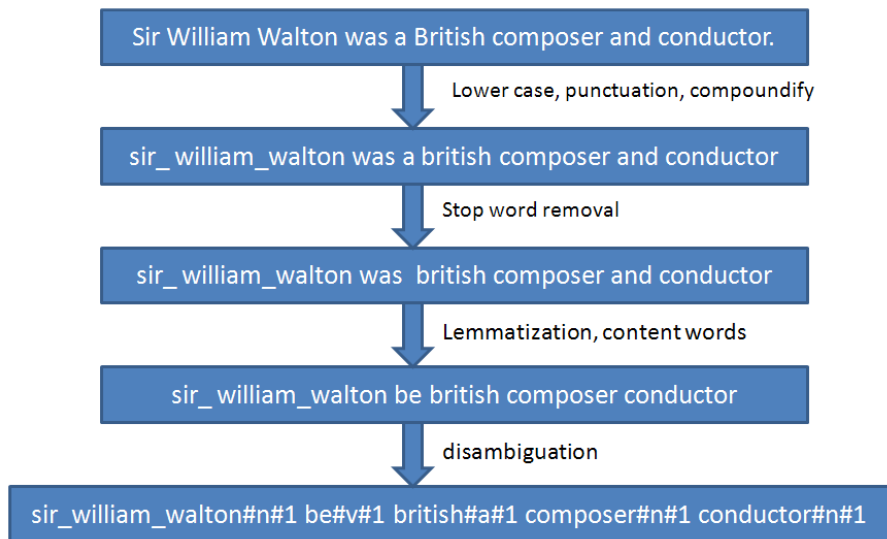 Sir William Walton was a British composer and conductor.
Lower case, punctuation, compoundify
sir_ william_walton was a british composer and conductor
Stop word removal
sir_ william_walton was  british composer and conductor
Lemmatization, content words
sir_ william_walton be british composer conductor
disambiguation
sir_william_walton#n#1 be#v#1 british#a#1 composer#n#1 conductor#n#1